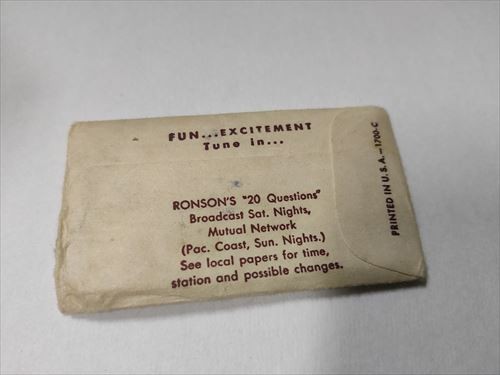 FUN...EXCITEMENT
Tune in...
RONSON'S "20 Questions"
Broadcast Sat. Nights,
Mutual Network
(Pac. Coast, Sun. Nights.)
See local papers for time,
station and possible changes.
PRINTED IN U.S.A.—1700-C